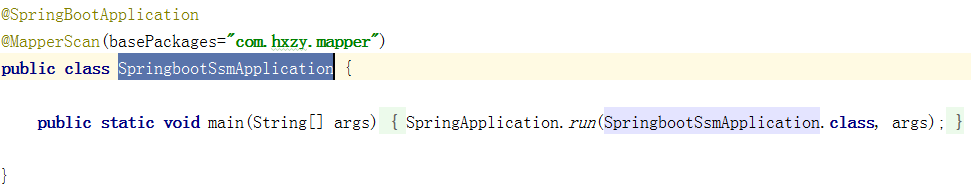 @SpringBootApplication
@MapperScan(basePackages="com.hxzy.mapper")
public class SpringbootSsmApplication {
public static void main(String[] args) { SpringApplication.run(SpringbootSsmApplication.class, args); }
}